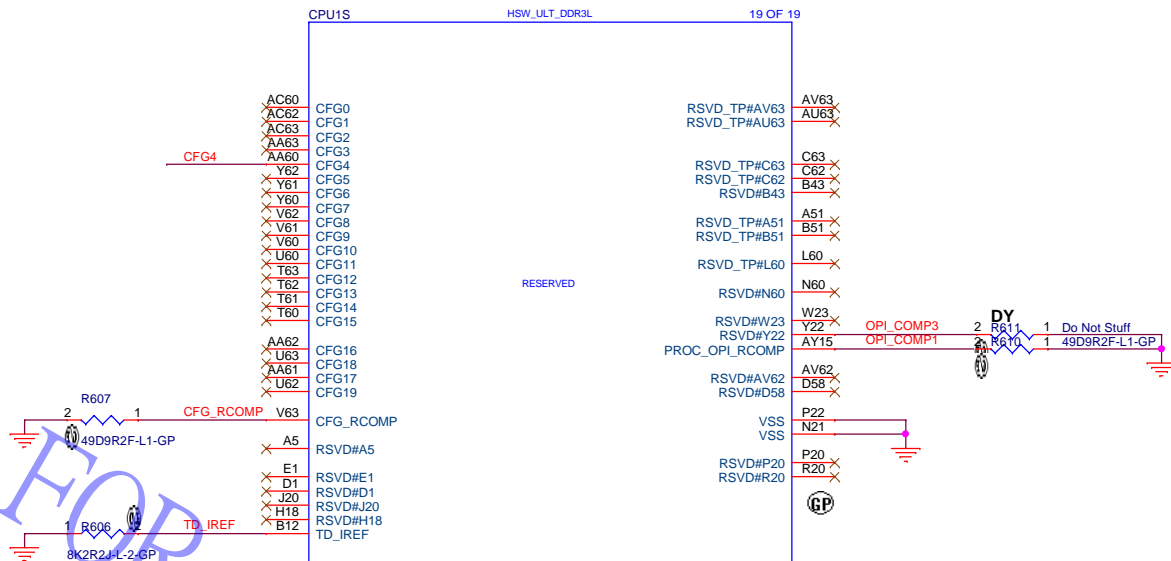 CPU1S HSW_ULT_DDR3L 19 OF 19
AC60 CFG0
AC62 CFG1
AC63 CFG2
AA63 CFG3
CFG4 AA60 CFG4
Y62 CFG5
Y61 CFG6
Y60 CFG7
V62 CFG8
V61 CFG9
V60 CFG10
U60 CFG11
T63 CFG12
T62 CFG13
T61 CFG14
T60 CFG15
AA62 CFG16
U63 CFG18
AA61 CFG17
U62 CFG19
R607
2 1 CFG_RCOMP V63 CFG_RCOMP
49D9R2F-L1-GP
A5 RSVD#A5
E1 RSVD#E1
D1 RSVD#D1
J20 RSVD#J20
H18 RSVD#H18
1 R606 2 TD_IREF B12 TD_IREF
8K2R2J-L-2-GP
RESERVED
RSVD_TP#AV63 AV63
RSVD_TP#AU63 AU63
RSVD_TP#C63 C63
RSVD_TP#C62 C62
RSVD#B43 B43
RSVD_TP#A51 A51
RSVD_TP#B51 B51
RSVD_TP#L60 L60
RSVD#N60 N60
RSVD#W23 W23
DY
RSVD#Y22 Y22 OPI_COMP3 2 R611 1 Do Not Stuff
PROC_OPI_RCOMP AY15 OPI_COMP1 2 R610 1 49D9R2F-L1-GP
RSVD#AV62 AV62
RSVD#D58 D58
VSS P22
VSS N21
RSVD#P20 P20
RSVD#R20 R20
GP
FOR